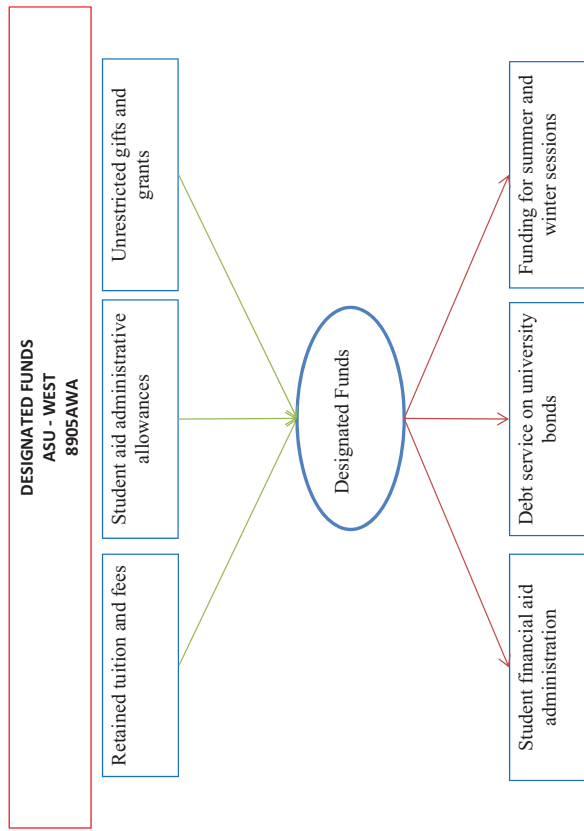 DESIGNATED FUNDS
ASU - WEST
8905AWA
Retained tuition and fees
Student aid administrative
allowances
Unrestricted gifts and
grants
Designated Funds
Student financial aid
administration
Debt service on university
bonds
Funding for summer and
winter sessions